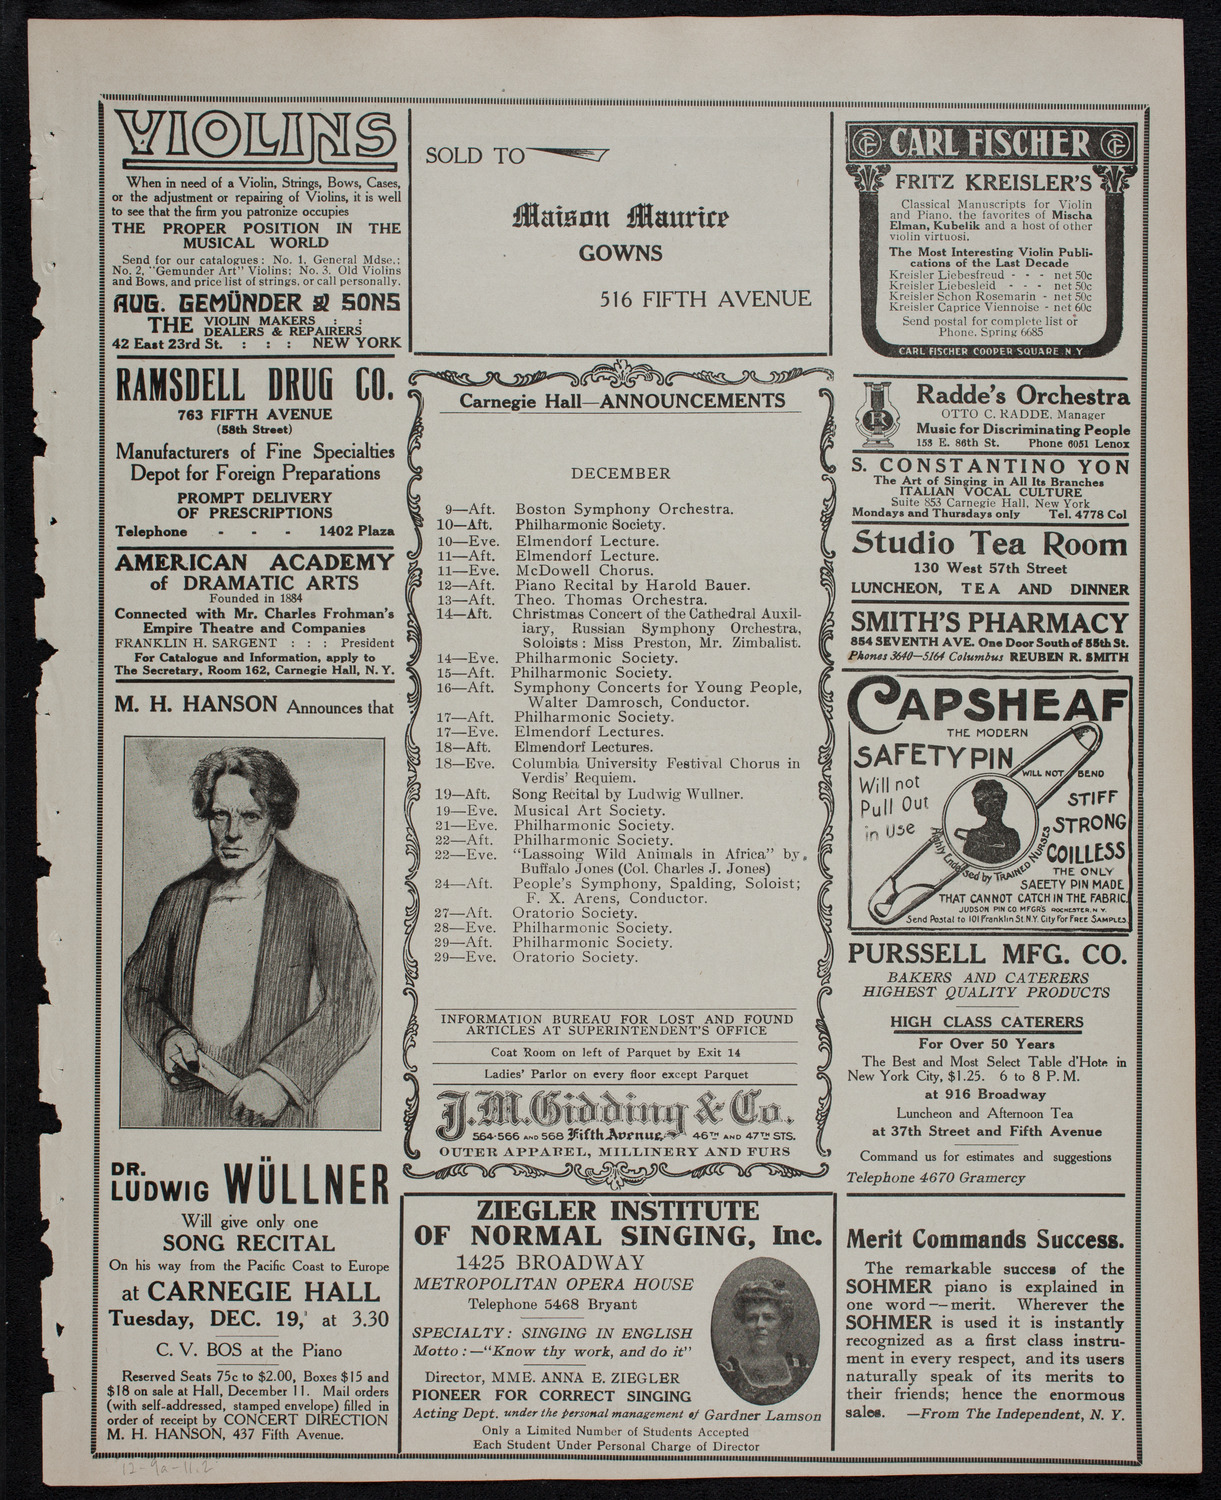 VIOLINS
When in need of a Violin, Strings, Bows, Cases,
or the adjustment or repairing of Violins, it is well
to see that the firm you patronize occupies
THE PROPER POSITION IN THE
MUSICAL WORLD
Send for our catalogues: No. 1, General Mdse.;
No. 2, "Gemunder Art" Violins; No. 3, Old Violins
and Bows, and price list of strings, or call personally.
AUG. GEMÜNDER & SONS
THE VIOLIN MAKERS : :
DEALERS & REPAIRERS
42 East 23rd St. : : : NEW YORK
RAMSDELL DRUG CO.
763 FIFTH AVENUE
(58th Street)
Manufacturers of Fine Specialties
Depot for Foreign Preparations
PROMPT DELIVERY
OF PRESCRIPTIONS
Telephone - - - 1402 Plaza
AMERICAN ACADEMY
of DRAMATIC ARTS
Founded in 1884
Connected with Mr. Charles Frohman's
Empire Theatre and Companies
FRANKLIN H. SARGENT : : : President
For Catalogue and Information, apply to
The Secretary, Room 162, Carnegie Hall, N. Y.
M. H. HANSON Announces that
DR. LUDWIG WÜLLNER
Will give only one
SONG RECITAL
On his way from the Pacific Coast to Europe
at CARNEGIE HALL
Tuesday, DEC. 19, at 3.30
C. V. BOS at the Piano
Reserved Seats 75c to $2.00, Boxes $15 and
$18 on sale at Hall, December 11. Mail orders
(with self-addressed, stamped envelope) filled in
order of receipt by CONCERT DIRECTION
M. H. HANSON, 437 Fifth Avenue.
SOLD TO
Maison Maurice
GOWNS
516 FIFTH AVENUE
Carnegie Hall—ANNOUNCEMENTS
DECEMBER
9—Aft. Boston Symphony Orchestra.
10—Aft. Philharmonic Society.
10—Eve. Elmendorf Lecture.
11—Aft. Elmendorf Lecture.
11—Eve. McDowell Chorus.
12—Aft. Piano Recital by Harold Bauer.
13—Aft. Theo. Thomas Orchestra.
14—Aft. Christmas Concert of the Cathedral Auxil-
iary, Russian Symphony Orchestra,
Soloists: Miss Preston, Mr. Zimbalist.
14—Eve. Philharmonic Society.
15—Aft. Philharmonic Society.
16—Aft. Symphony Concerts for Young People,
Walter Damrosch, Conductor.
17—Aft. Philharmonic Society.
17—Eve. Elmendorf Lectures.
18—Aft. Elmendorf Lectures.
18—Eve. Columbia University Festival Chorus in
Verdis' Requiem.
19—Aft. Song Recital by Ludwig Wullner.
19—Eve. Musical Art Society.
21—Eve. Philharmonic Society.
22—Aft. Philharmonic Society.
22—Eve. "Lassoing Wild Animals in Africa" by
Buffalo Jones (Col. Charles J. Jones)
24—Aft. People's Symphony, Spalding, Soloist;
F. X. Arens, Conductor.
27—Aft. Oratorio Society.
28—Eve. Philharmonic Society.
29—Aft. Philharmonic Society.
29—Eve. Oratorio Society.
INFORMATION BUREAU FOR LOST AND FOUND
ARTICLES AT SUPERINTENDENT'S OFFICE
Coat Room on left of Parquet by Exit 14
Ladies' Parlor on every floor except Parquet
J. M. Gidding & Co.
564-566 AND 568 Fifth Avenue, 46TH AND 47TH STS.
OUTER APPAREL, MILLINERY AND FURS
ZIEGLER INSTITUTE
OF NORMAL SINGING, Inc.
1425 BROADWAY
METROPOLITAN OPERA HOUSE
Telephone 5468 Bryant
SPECIALTY: SINGING IN ENGLISH
Motto:—"Know thy work, and do it"
Director, MME. ANNA E. ZIEGLER
PIONEER FOR CORRECT SINGING
Acting Dept. under the personal management of Gardner Lamson
Only a Limited Number of Students Accepted
Each Student Under Personal Charge of Director
CARL FISCHER
FRITZ KREISLER'S
Classical Manuscripts for Violin
and Piano, the favorites of Mischa
Elman, Kubelik and a host of other
violin virtuosi.
The Most Interesting Violin Publi-
cations of the Last Decade
Kreisler Liebesfreud - - - net 50c
Kreisler Liebesleid - - - net 50c
Kreisler Schon Rosemarin - net 50c
Kreisler Caprice Viennoise - net 60c
Send postal for complete list or
Phone, Spring 6685
CARL FISCHER COOPER SQUARE N.Y
Radde's Orchestra
OTTO C. RADDE, Manager
Music for Discriminating People
153 E. 86th St. Phone 6051 Lenox
S. CONSTANTINO YON
The Art of Singing in All Its Branches
ITALIAN VOCAL CULTURE
Suite 853 Carnegie Hall, New York
Mondays and Thursdays only Tel. 4778 Col
Studio Tea Room
130 West 57th Street
LUNCHEON, TEA AND DINNER
SMITH'S PHARMACY
854 SEVENTH AVE. One Door South of 55th St.
Phones 3640—5164 Columbus REUBEN R. SMITH
CAPSHEAF
THE MODERN
SAFETY PIN
WILL NOT BEND
Will not
Pull Out
in Use
STIFF
STRONG
COILLESS
Highly Endorsed by TRAINED NURSES
THE ONLY
SAFETY PIN MADE
THAT CANNOT CATCH IN THE FABRIC.
JUDSON PIN CO. MFGRS ROCHESTER, N.Y.
Send Postal to 101 Franklin St. N.Y. City For FREE SAMPLES.
PURSSELL MFG. CO.
BAKERS AND CATERERS
HIGHEST QUALITY PRODUCTS
HIGH CLASS CATERERS
For Over 50 Years
The Best and Most Select Table d'Hote in
New York City, $1.25. 6 to 8 P. M.
at 916 Broadway
Luncheon and Afternoon Tea
at 37th Street and Fifth Avenue
Command us for estimates and suggestions
Telephone 4670 Gramercy
Merit Commands Success.
The remarkable success of the
SOHMER piano is explained in
one word—merit. Wherever the
SOHMER is used it is instantly
recognized as a first class instru-
ment in every respect, and its users
naturally speak of its merits to
their friends; hence the enormous
sales. —From The Independent, N. Y.
12-9a-11.2